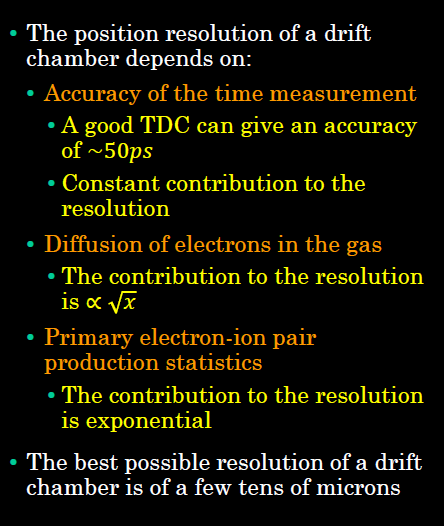 • The position resolution of a drift
chamber depends on:
• Accuracy of the time measurement
• A good TDC can give an accuracy
of ~50ps
• Constant contribution to the
resolution
• Diffusion of electrons in the gas
• The contribution to the resolution
is ∝ √x
• Primary electron-ion pair
production statistics
• The contribution to the resolution
is exponential
• The best possible resolution of a drift
chamber is of a few tens of microns